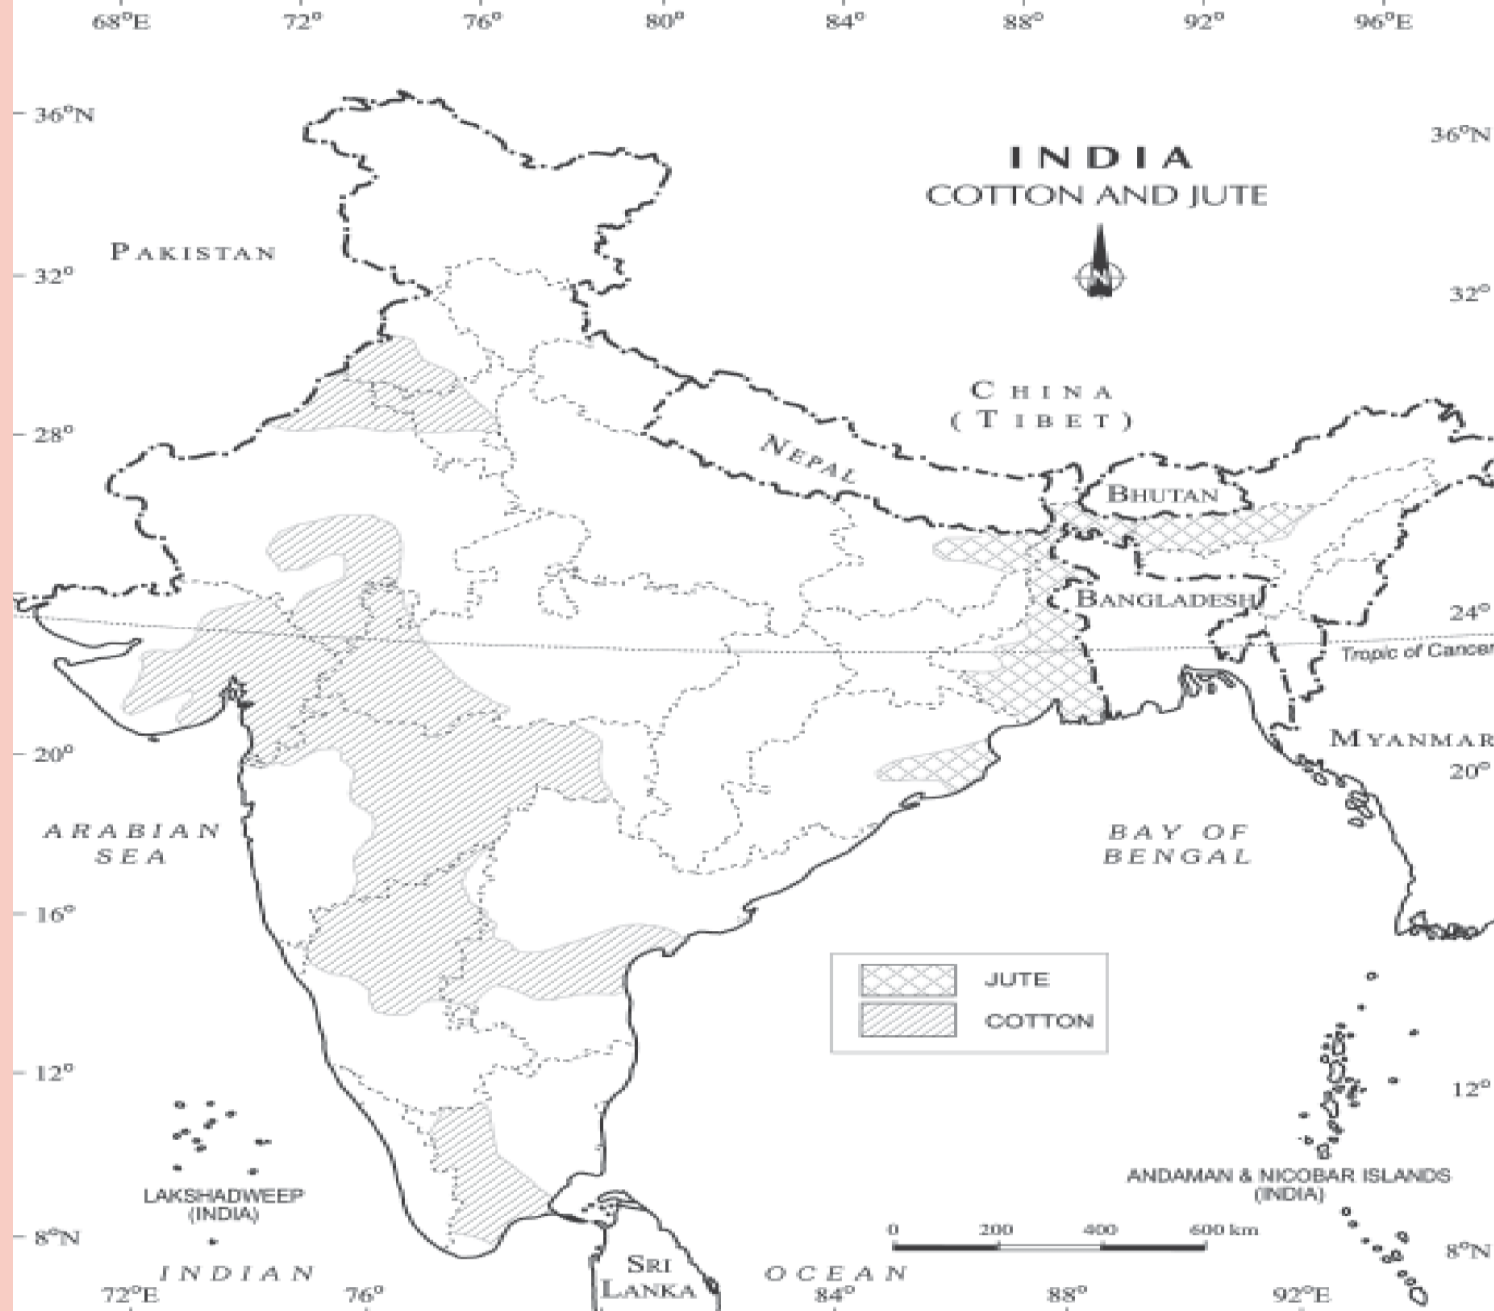 68°E 72° 76° 80° 84° 88° 92° 96°E
36°N
36°N
INDIA
COTTON AND JUTE
PAKISTAN
32°
32°
CHINA
(TIBET)
28°
NEPAL
BHUTAN
BANGLADESH
24°
Tropic of Cancer
MYANMAR
20°
20°
ARABIAN
SEA
BAY OF
BENGAL
16°
JUTE
COTTON
12°
12°
LAKSHADWEEP
(INDIA)
ANDAMAN & NICOBAR ISLANDS
(INDIA)
8°N
0 200 400 600 km
8°N
SRI
LANKA
INDIAN OCEAN
72°E 76° 84° 88° 92°E